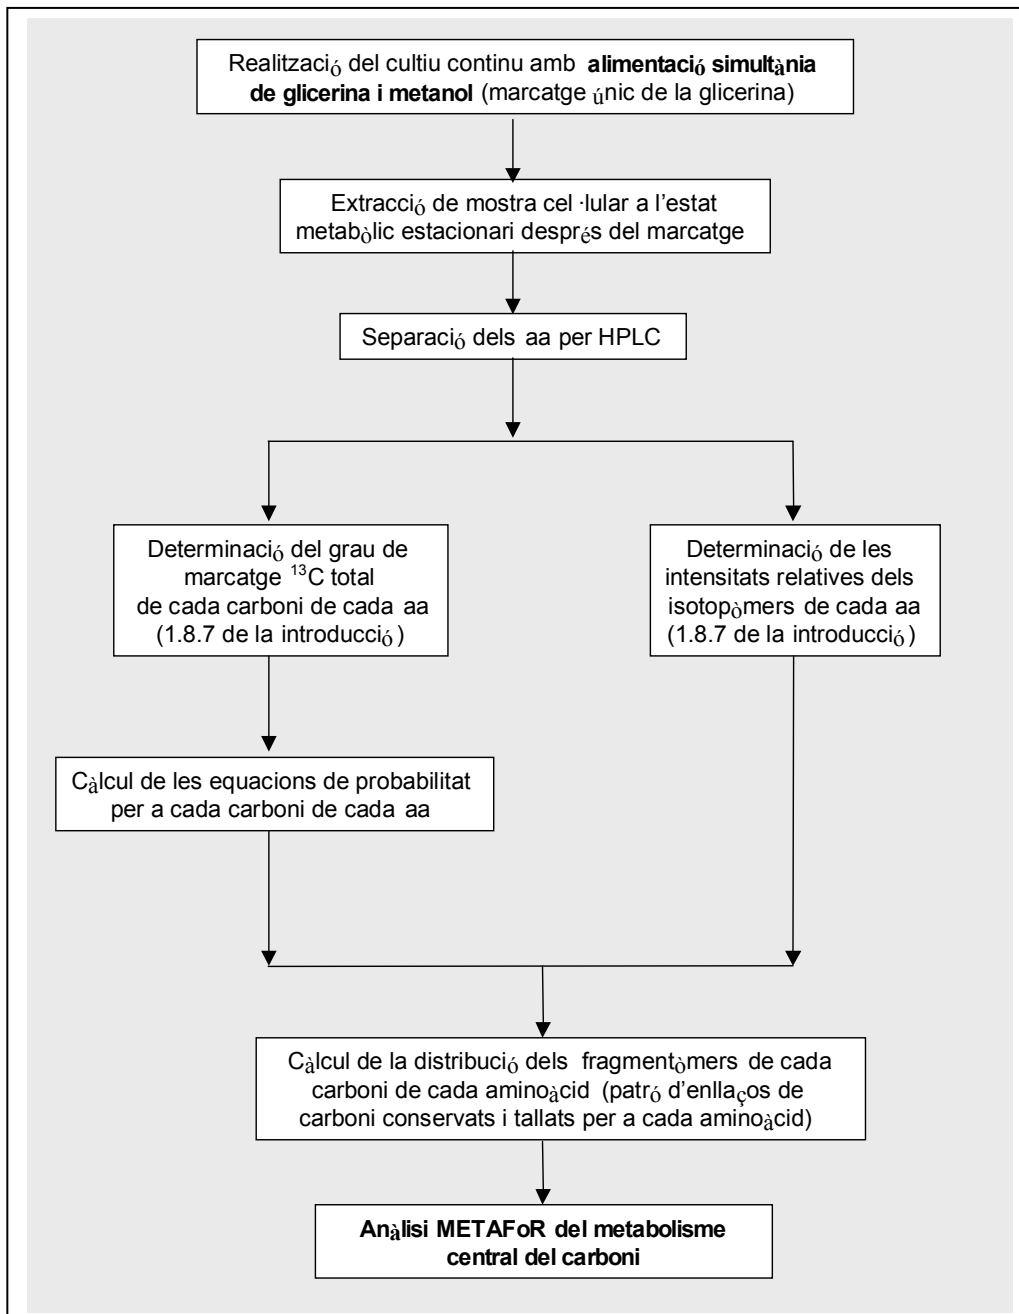 Realització del cultiu continu amb alimentació simultània
de glicerina i metanol (marcatge únic de la glicerina)
Extracció de mostra cel·lular a l'estat
metabòlic estacionari després del marcatge
Separació dels aa per HPLC
Determinació del grau de
marcatge ¹³C total
de cada carboni de cada aa
(1.8.7 de la introducció)
Determinació de les
intensitats relatives dels
isotopòmers de cada aa
(1.8.7 de la introducció)
Càlcul de les equacions de probabilitat
per a cada carboni de cada aa
Càlcul de la distribució dels fragmentòmers de cada
carboni de cada aminoàcid (patró d'enllaços de
carboni conservats i tallats per a cada aminoàcid)
Anàlisi METAFoR del metabolisme
central del carboni